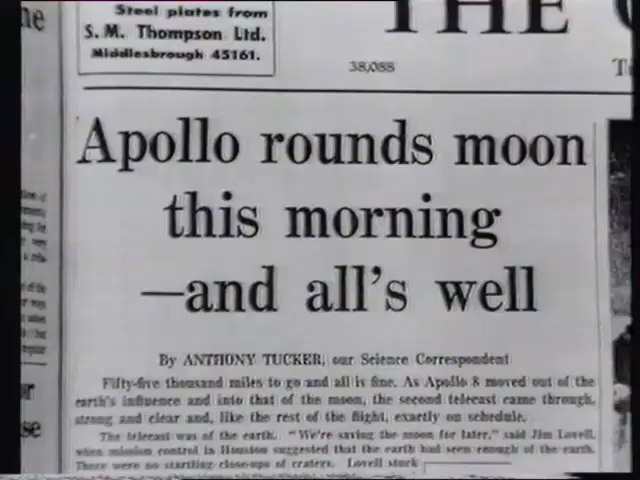 Steel plates from
S. M. Thompson Ltd.
Middlesbrough 45161.
THE
38,088
Apollo rounds moon
this morning
—and all's well
By ANTHONY TUCKER, our Science Correspondent
Fifty-five thousand miles to go and all is fine. As Apollo 8 moved out of the
earth's influence and into that of the moon, the second telecast came through,
strong and clear and, like the rest of the flight, exactly on schedule.
The telecast was of the earth. "We're saving the moon for later," said Jim Lovell,
when mission control in Houston suggested that the earth had seen enough of the earth.
There were no startling close-ups of craters. Lovell stuck